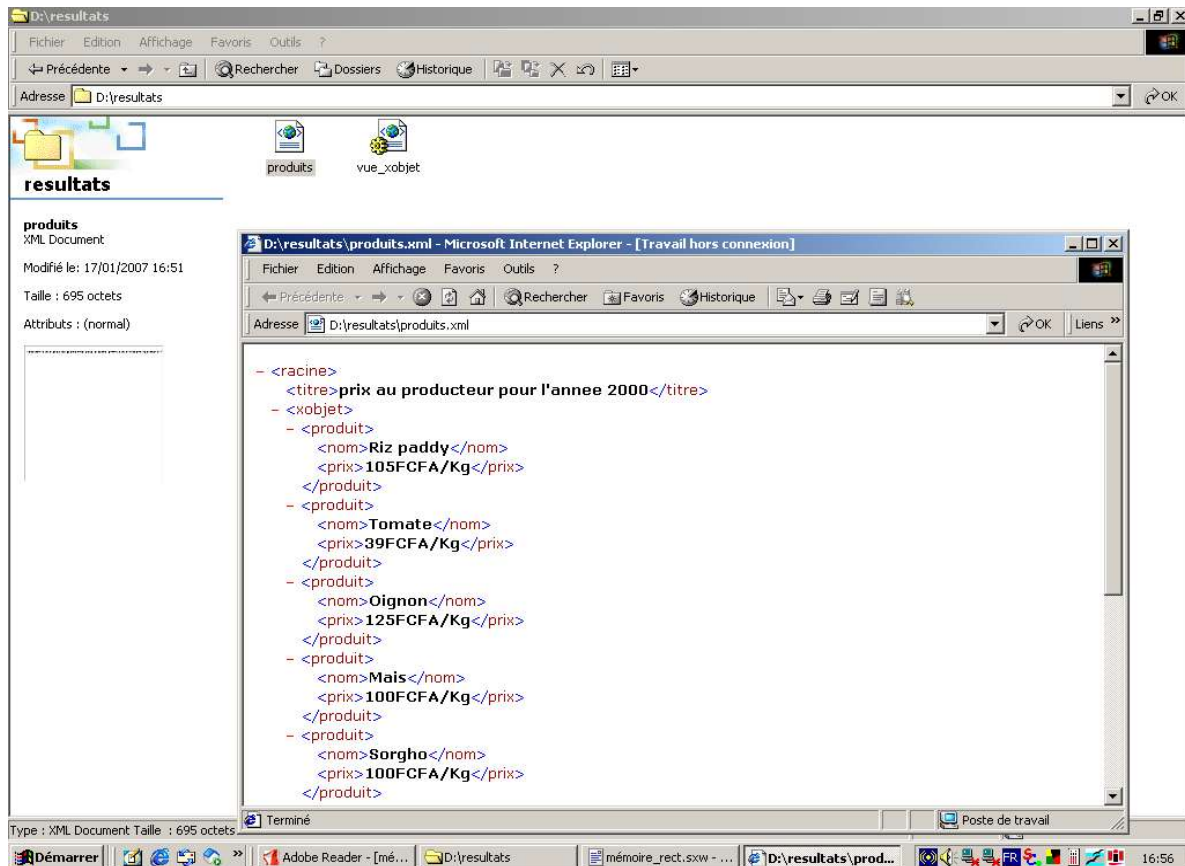 D:\resultats
Fichier Edition Affichage Favoris Outils ?
Précédente Rechercher Dossiers Historique
Adresse D:\resultats OK
produits vue_xobjet
resultats
produits
XML Document
Modifié le: 17/01/2007 16:51
Taille : 695 octets
Attributs : (normal)
D:\resultats\produits.xml - Microsoft Internet Explorer - [Travail hors connexion]
Fichier Edition Affichage Favoris Outils ?
Précédente Rechercher Favoris Historique
Adresse D:\resultats\produits.xml OK Liens »
- <racine>
<titre>prix au producteur pour l'annee 2000</titre>
- <xobjet>
- <produit>
<nom>Riz paddy</nom>
<prix>105FCFA/Kg</prix>
</produit>
- <produit>
<nom>Tomate</nom>
<prix>39FCFA/Kg</prix>
</produit>
- <produit>
<nom>Oignon</nom>
<prix>125FCFA/Kg</prix>
</produit>
- <produit>
<nom>Mais</nom>
<prix>100FCFA/Kg</prix>
</produit>
- <produit>
<nom>Sorgho</nom>
<prix>100FCFA/Kg</prix>
</produit>
Terminé Poste de travail
Type : XML Document Taille : 695 octets
Démarrer » Adobe Reader - [mé... D:\resultats mémoire_rect.sxw - ... D:\resultats\prod... FR 16:56